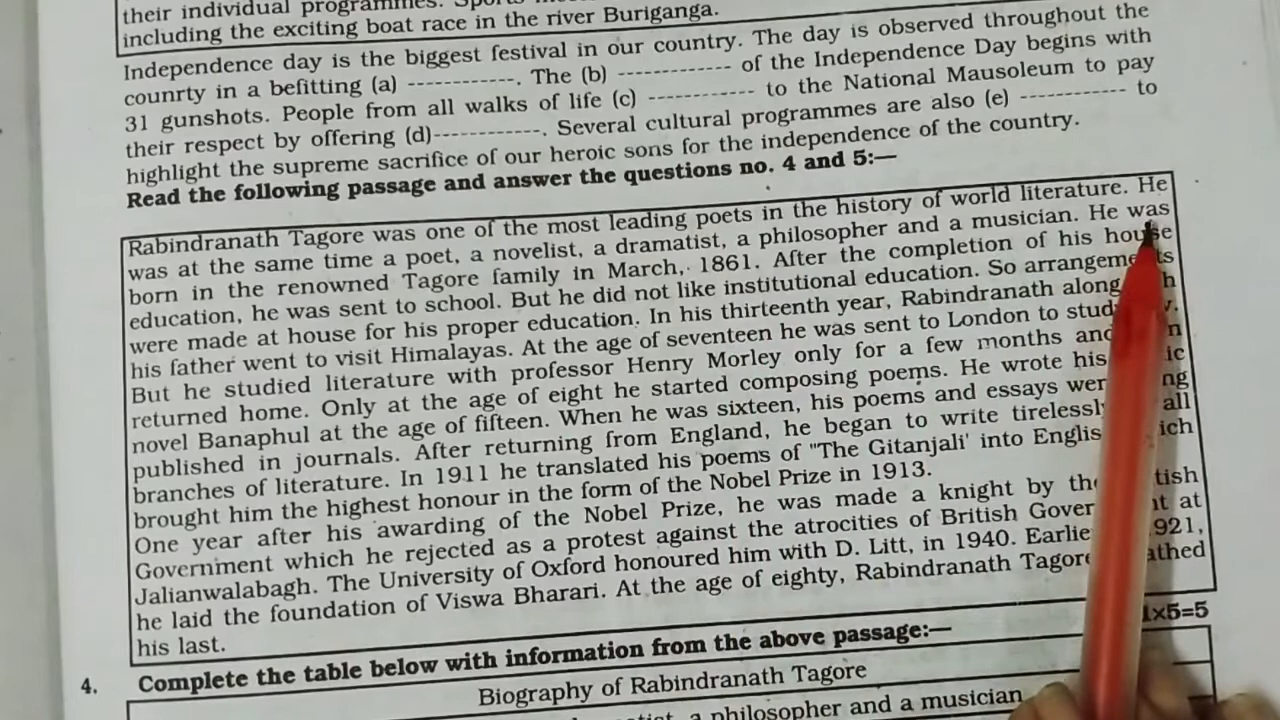 their individual programmes.
including the exciting boat race in the river Buriganga.
Independence day is the biggest festival in our country. The day is observed throughout the
counrty in a befitting (a) ------------. The (b) ------------- of the Independence Day begins with
31 gunshots. People from all walks of life (c) ------------ to the National Mausoleum to pay
their respect by offering (d)------------. Several cultural programmes are also (e) ------------ to
highlight the supreme sacrifice of our heroic sons for the independence of the country.
Read the following passage and answer the questions no. 4 and 5:—
Rabindranath Tagore was one of the most leading poets in the history of world literature. He
was at the same time a poet, a novelist, a dramatist, a philosopher and a musician. He was
born in the renowned Tagore family in March, 1861. After the completion of his house
education, he was sent to school. But he did not like institutional education. So
were made at house for his proper education. In his thirteenth year, Rabindranath along
his father went to visit Himalayas. At the age of seventeen he was sent to London to
But he studied literature with professor Henry Morley only for a few months
returned home. Only at the age of eight he started composing poems. He wrote his
novel Banaphul at the age of fifteen. When he was sixteen, his poems and essays
published in journals. After returning from England, he began to write all
branches of literature. In 1911 he translated his poems of "The Gitanjali' into
brought him the highest honour in the form of the Nobel Prize in 1913.
One year after his awarding of the Nobel Prize, he was made a knight by
Government which he rejected as a protest against the atrocities of British at
Jalianwalabagh. The University of Oxford honoured him with D. Litt, in 1940.
he laid the foundation of Viswa Bharari. At the age of eighty, Rabindranath Tagore
his last.
4. Complete the table below with information from the above passage:— 1×5=5
Biography of Rabindranath Tagore
a philosopher and a musician